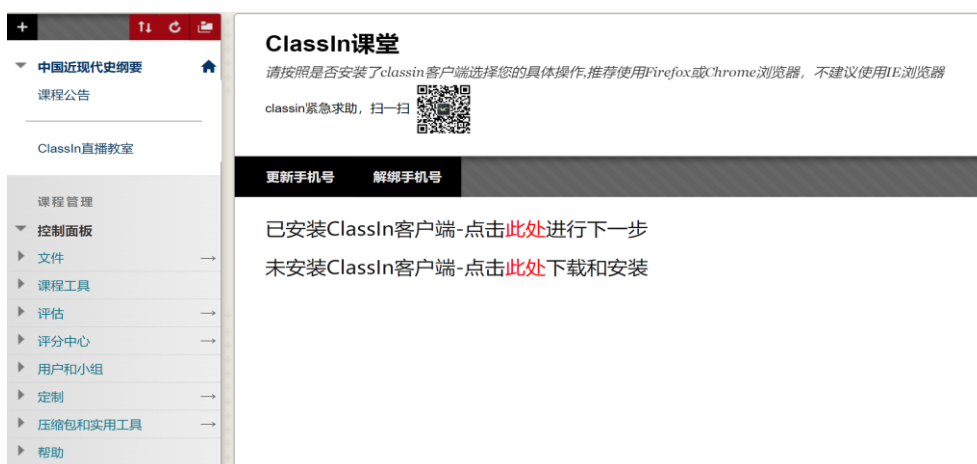 中国近现代史纲要
课程公告
ClassIn直播教室
课程管理
控制面板
文件
课程工具
评估
评分中心
用户和小组
定制
压缩包和实用工具
帮助
ClassIn课堂
请按照是否安装了classin客户端选择您的具体操作,推荐使用Firefox或Chrome浏览器，不建议使用IE浏览器
classin紧急求助，扫一扫
更新手机号 解绑手机号
已安装ClassIn客户端-点击此处进行下一步
未安装ClassIn客户端-点击此处下载和安装